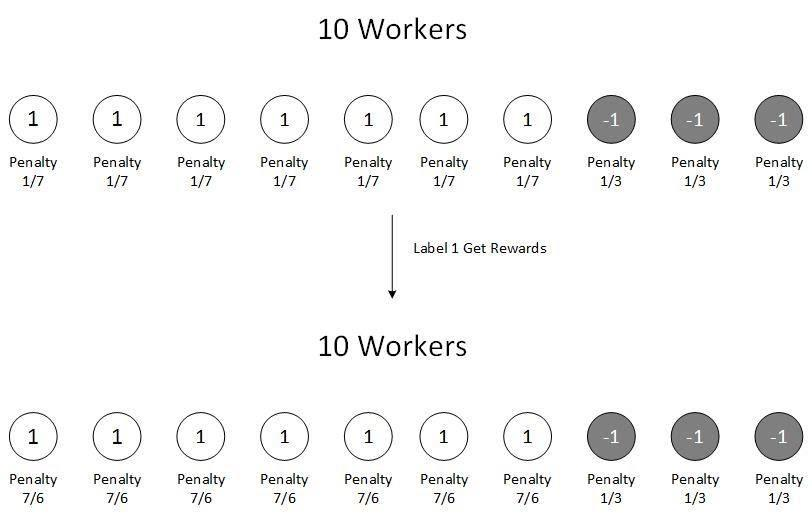 10 Workers
1 1 1 1 1 1 1 -1 -1 -1
Penalty Penalty Penalty Penalty Penalty Penalty Penalty Penalty Penalty Penalty
1/7 1/7 1/7 1/7 1/7 1/7 1/7 1/3 1/3 1/3
Label 1 Get Rewards
10 Workers
1 1 1 1 1 1 1 -1 -1 -1
Penalty Penalty Penalty Penalty Penalty Penalty Penalty Penalty Penalty Penalty
7/6 7/6 7/6 7/6 7/6 7/6 7/6 1/3 1/3 1/3